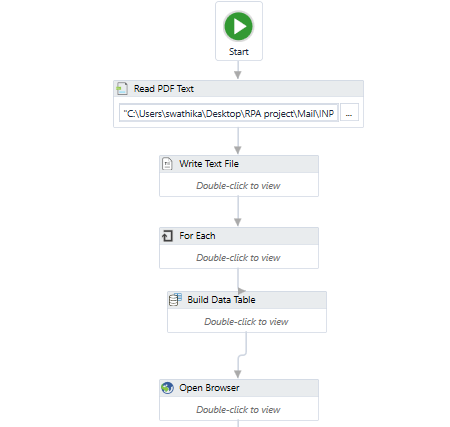 Start
Read PDF Text
"C:\Users\swathika\Desktop\RPA project\Mail\INP
...
Write Text File
Double-click to view
For Each
Double-click to view
Build Data Table
Double-click to view
Open Browser
Double-click to view